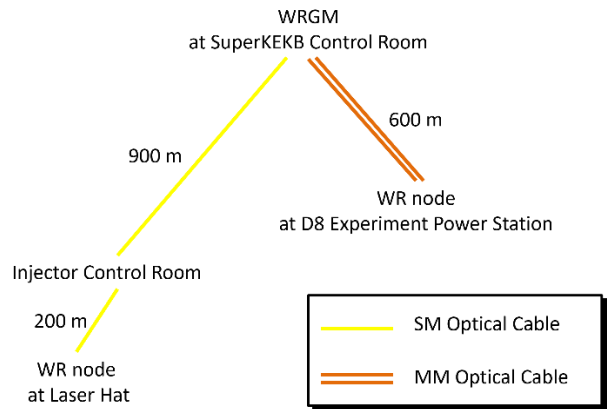 WRGM
at SuperKEKB Control Room
600 m
900 m
WR node
at D8 Experiment Power Station
Injector Control Room
200 m
WR node
at Laser Hat
SM Optical Cable
MM Optical Cable